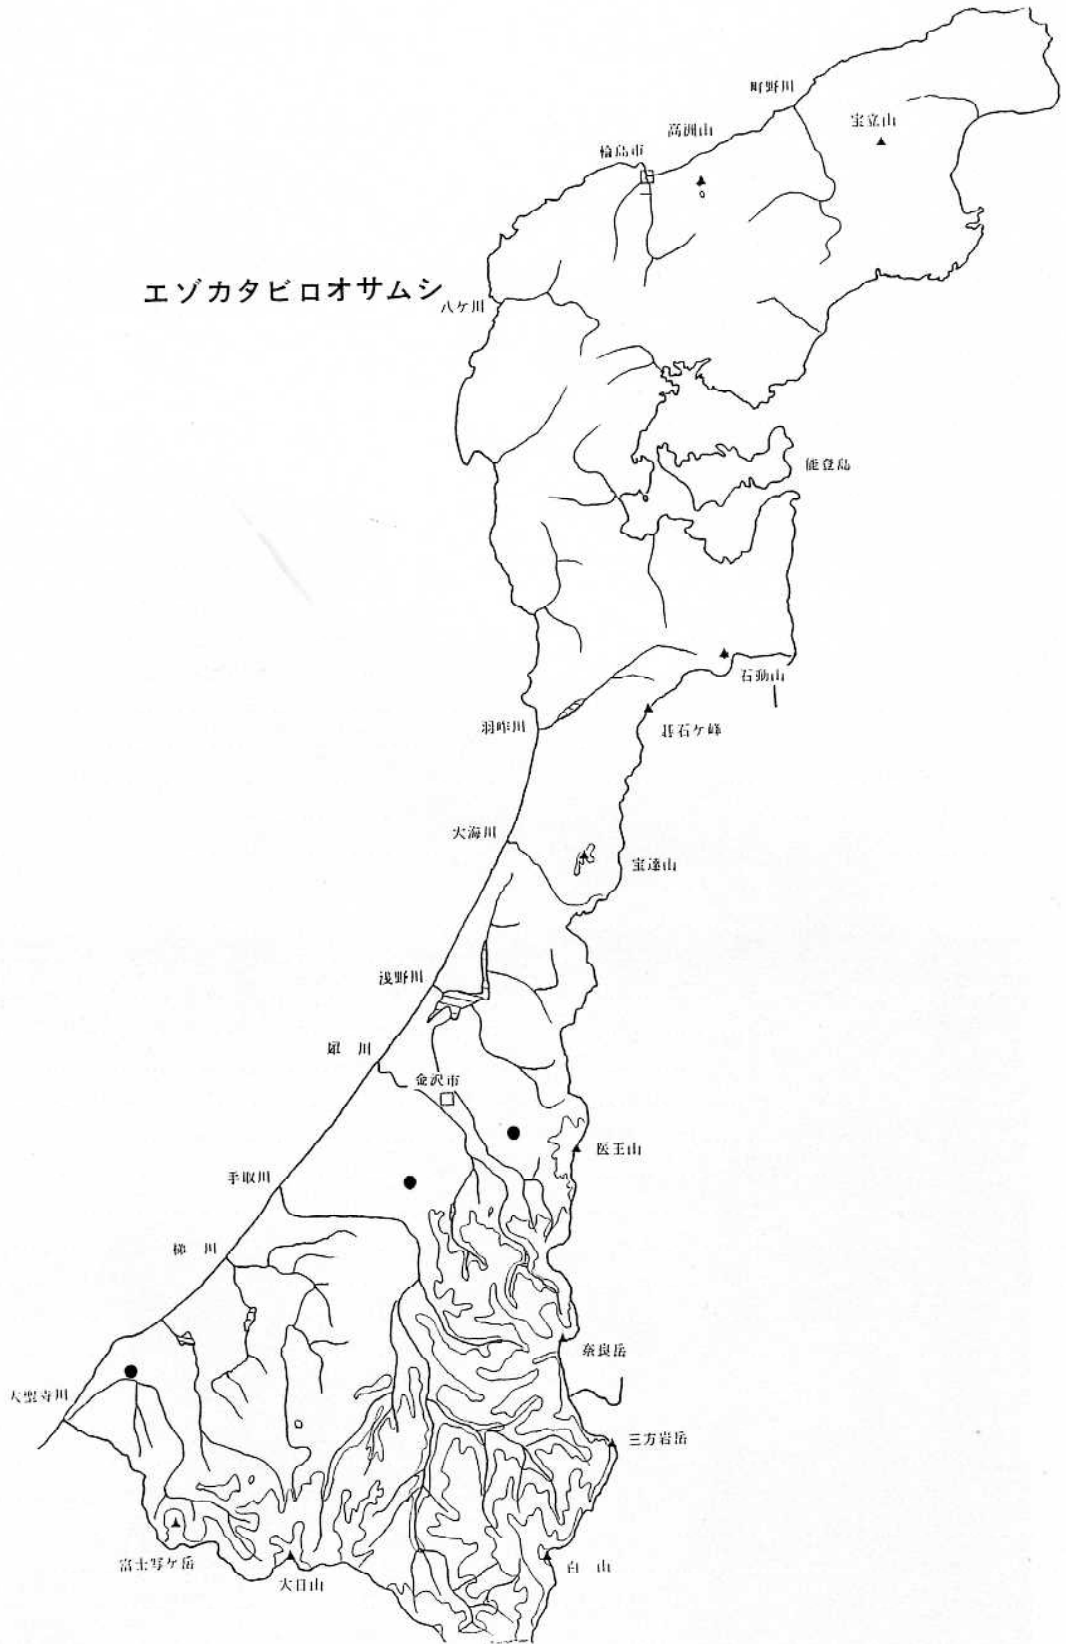 町野川
宝立山
高洲山
輪島市
エゾカタビロオサムシ
八ケ川
能登島
石動山
羽咋川
碁石ケ峰
大海川
宝達山
浅野川
犀川
金沢市
医王山
手取川
梯川
奈良岳
大聖寺川
三方岩岳
富士写ケ岳
大日山
白山